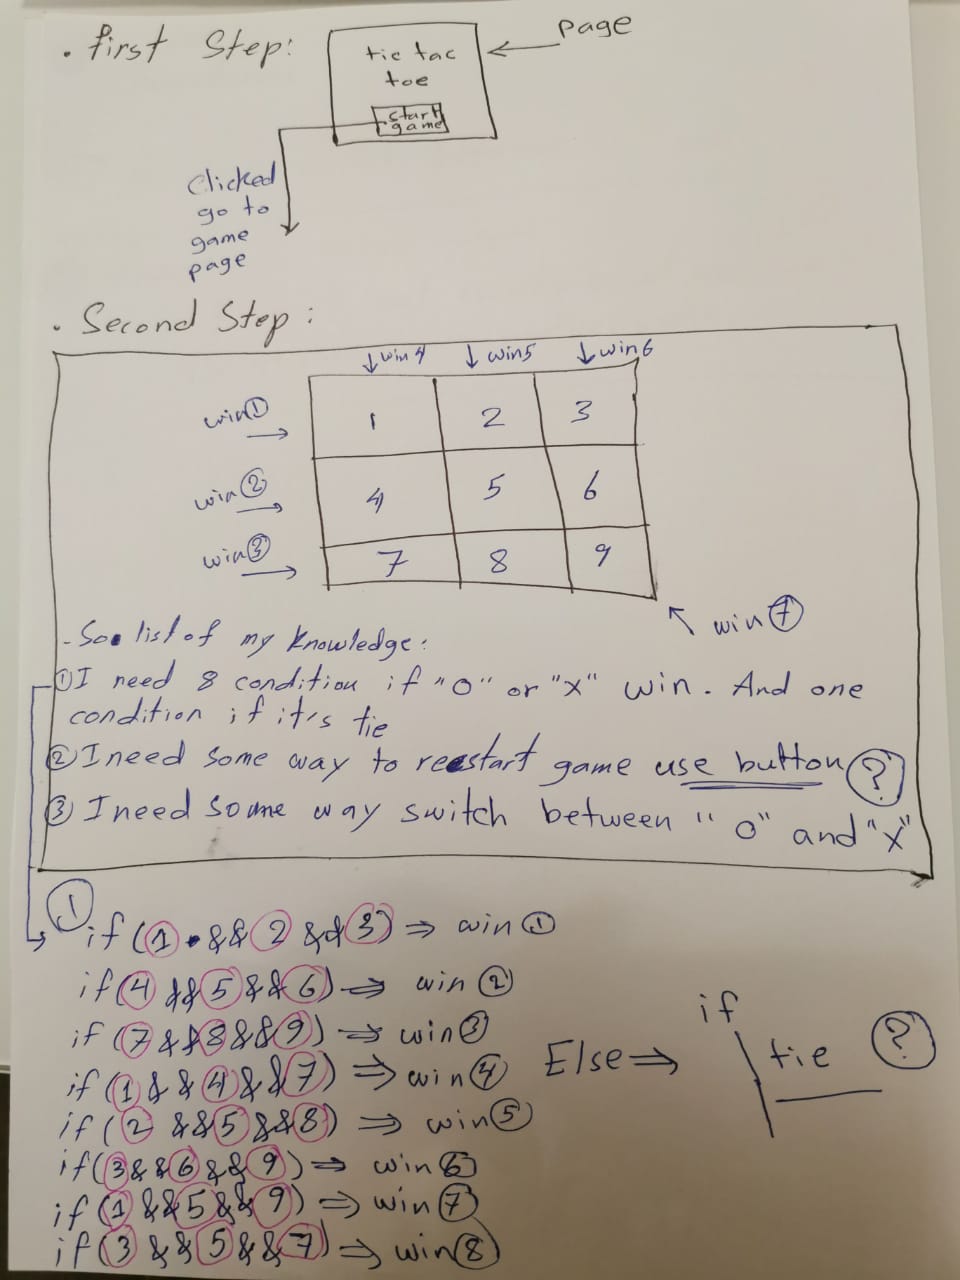 . first Step:
page
tic tac
toe
start
game
Clicked
go to
game
page
. Second Step:
↓win4 ↓win5 ↓win6
win① 1 2 3
win② 4 5 6
win③ 7 8 9
win⑦
- So list of my Knowledge:
①I need 8 condition if "O" or "X" win. And one
condition if it's tie
② I need some way to restart game use button ?
③ I need some way switch between "O" and "X"
①
if (1 && 2 && 3) ⇒ win①
if(4 && 5 && 6) ⇒ win②
if (7 && 8 && 9) ⇒ win③
if (1 && 4 && 7) ⇒ win④
if (2 && 5 && 8) ⇒ win⑤
if(3 && 6 && 9) ⇒ win⑥
if (1 && 5 && 9) ⇒ win⑦
if(3 && 5 && 7) ⇒ win⑧
Else ⇒
if
tie ?